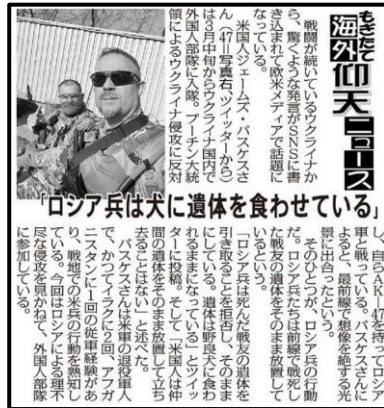 もぎたて
海外仰天ニュース
戦闘が続いているウクライナか
ら、驚くような発言がSNSに書
き込まれて欧米メディアで話題に
なっている。
米国人ジェームズ・バスケスさ
ん(47=写真右、ツイッターから)
は3月中旬からウクライナ国内で
外国人部隊に入隊。プーチン大統
領によるウクライナ侵攻に反対
「ロシア兵は犬に遺体を食わせている」
し、自らAK-47を持ってロシア
軍と戦っている。バスケスさんに
よると、最前線で想像を絶する光
景に出合ったという。
そのひとつが、ロシア兵の行動
だ。ロシア兵たちは前線で戦死し
た戦友の遺体をそのまま放置して
いるという。
「ロシア兵は死んだ戦友の遺体を
引き取ることを拒否し、そのまま
にしている。遺体は野良犬に食わ
れるままになっている」とツイッ
ターに投稿。そして「米国人は仲
間の遺体をそのまま放置して立ち
去ることはない」と述べた。
バスケスさんは米軍の退役軍人
で、かつてイラクに2回、アフガ
ニスタンに1回の従軍経験があ
り、戦地での米兵の行動を熟知し
ている。今回はロシアによる理不
尽な侵攻を見かねて、外国人部隊
に参加している。